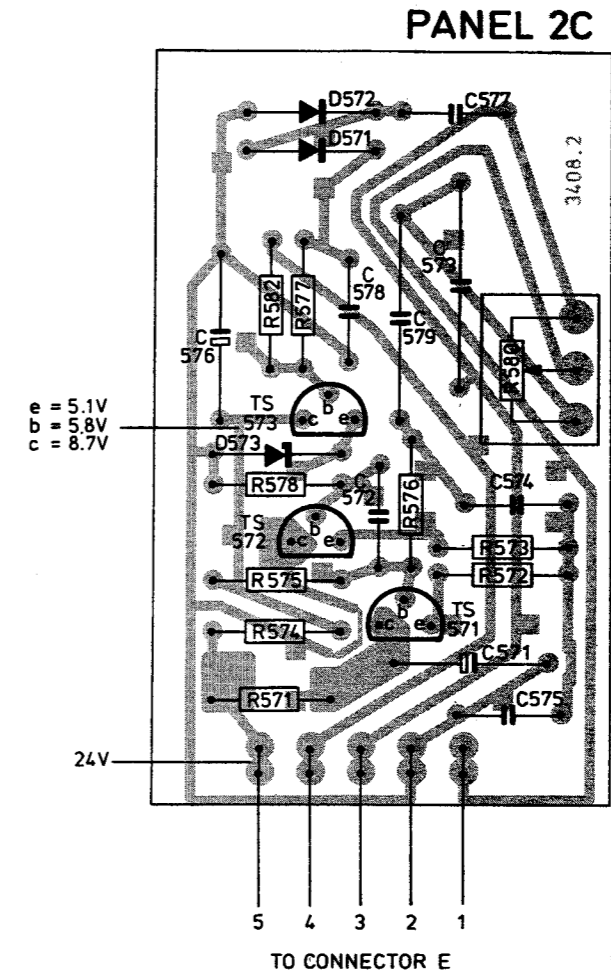 PANEL 2C
D572
C577
D571
3408.2
C
573
R582
R577
C
578
C
579
C
576
R580
e = 5.1V
b = 5.8V
c = 8.7V
TS
573
b
c e
D573
R578
C
572
R576
C574
TS
572
b
c e
R573
R572
R575
b
c e
TS
571
R574
C571
R571
C575
24V
5 4 3 2 1
TO CONNECTOR E